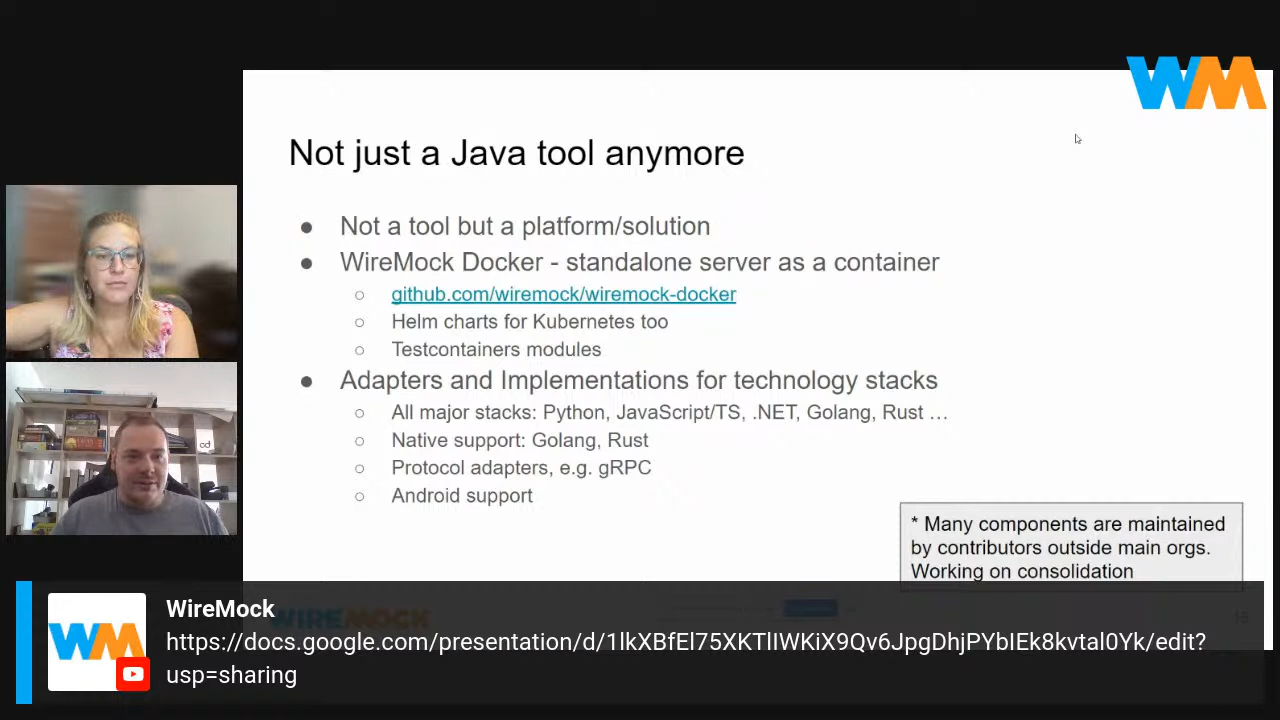 WM
Not just a Java tool anymore
● Not a tool but a platform/solution
● WireMock Docker - standalone server as a container
○ github.com/wiremock/wiremock-docker
○ Helm charts for Kubernetes too
○ Testcontainers modules
● Adapters and Implementations for technology stacks
○ All major stacks: Python, JavaScript/TS, .NET, Golang, Rust …
○ Native support: Golang, Rust
○ Protocol adapters, e.g. gRPC
○ Android support
* Many components are maintained
by contributors outside main orgs.
Working on consolidation
WIREMOCK
15
WM
WireMock
https://docs.google.com/presentation/d/1lkXBfEl75XKTlIWKiX9Qv6JpgDhjPYbIEk8kvtal0Yk/edit?
usp=sharing